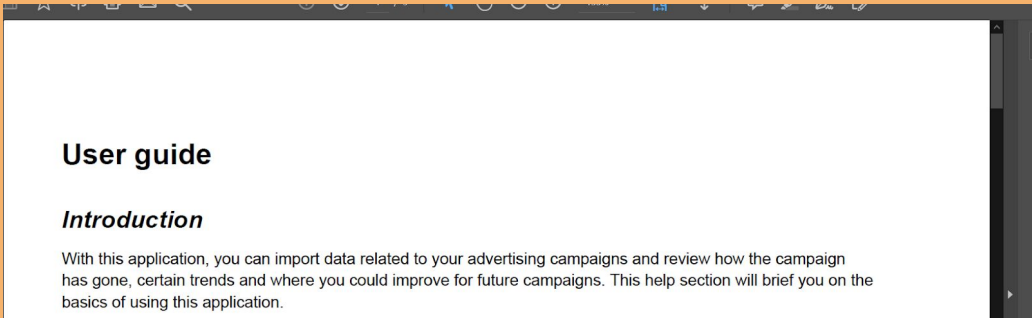 User guide
Introduction
With this application, you can import data related to your advertising campaigns and review how the campaign
has gone, certain trends and where you could improve for future campaigns. This help section will brief you on the
basics of using this application.